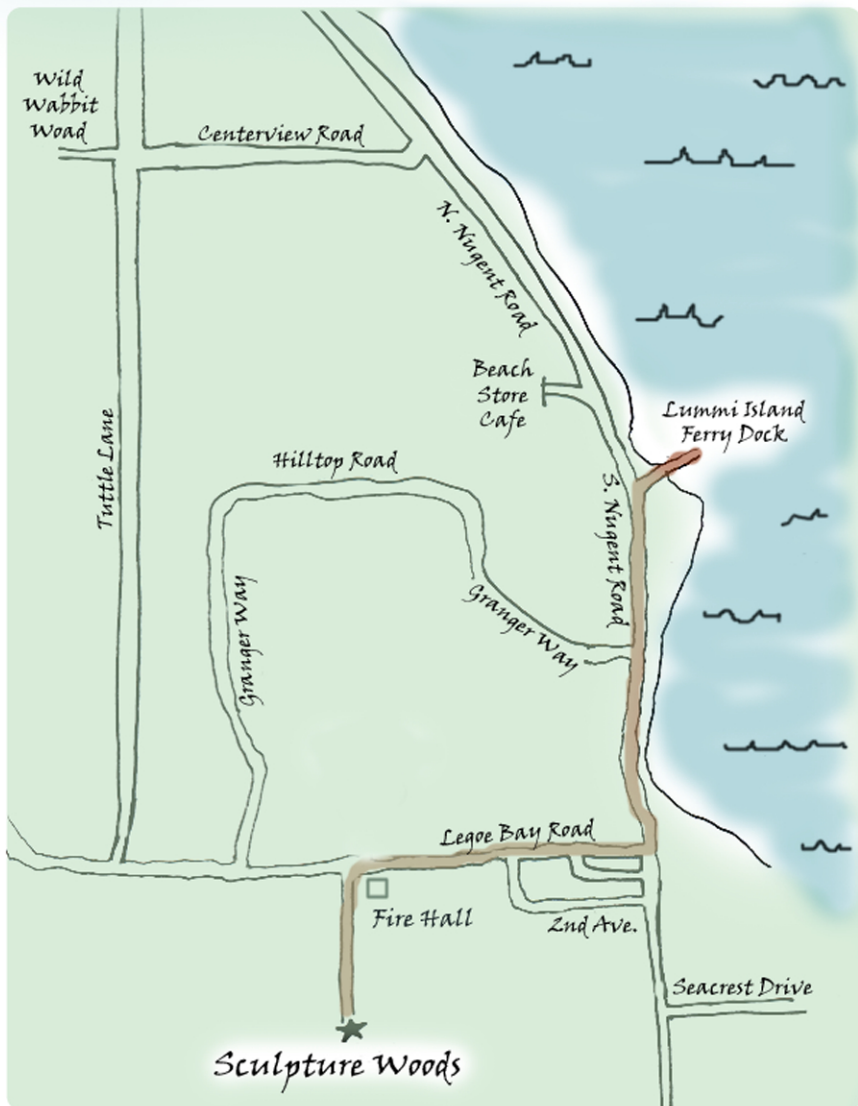 Wild
Wabbit
Woad
Centerview Road
N. Nugent Road
Beach
Store
Cafe
Lummi Island
Ferry Dock
Tuttle Lane
Hilltop Road
S. Nugent Road
Granger Way
Granger Way
Legoe Bay Road
Fire Hall
2nd Ave.
Seacrest Drive
Sculpture Woods